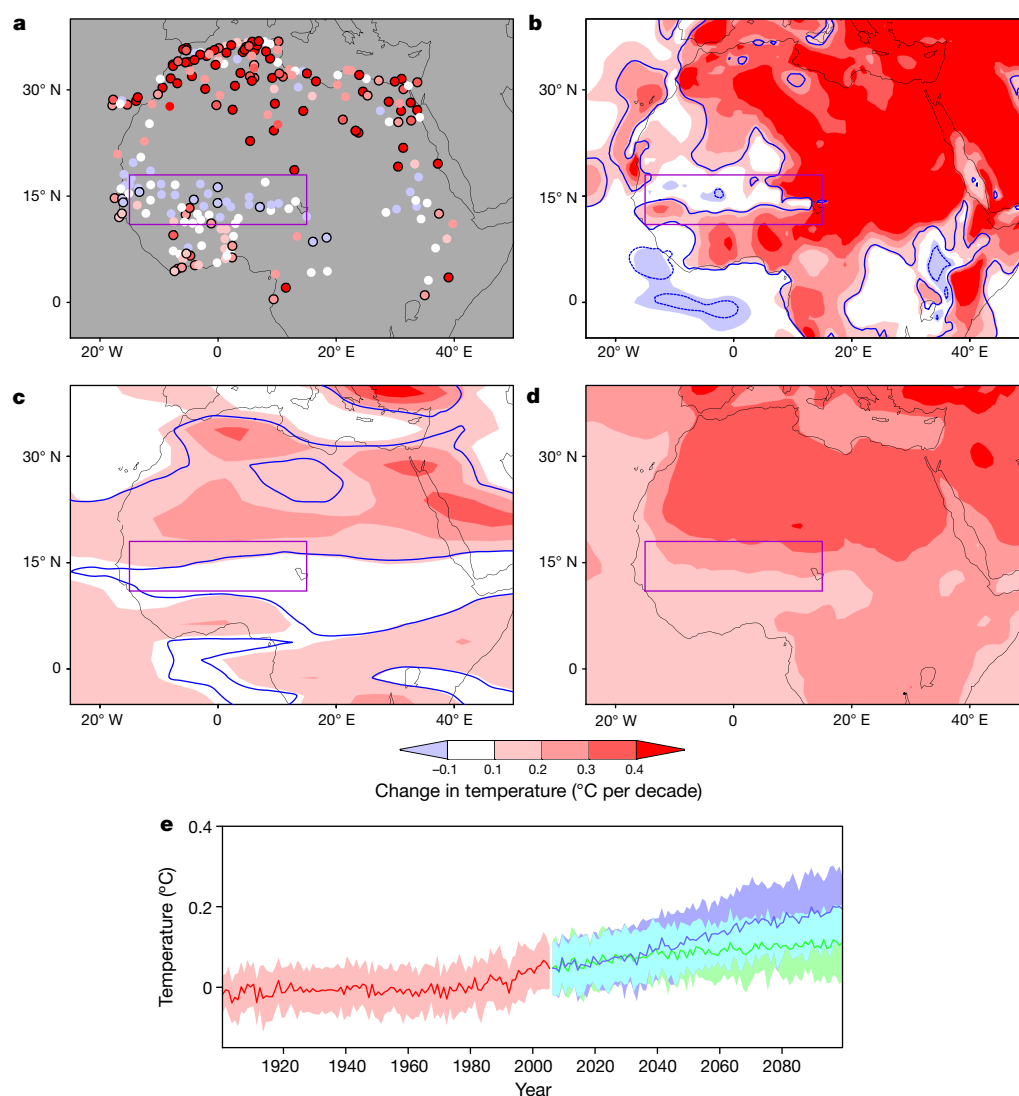 a
b
30° N
15° N
0
30° N
15° N
0
20° W
0
20° E
40° E
20° W
0
20° E
40° E
c
d
30° N
15° N
0
30° N
15° N
0
20° W
0
20° E
40° E
20° W
0
20° E
40° E
−0.1
0.1
0.2
0.3
0.4
Change in temperature (°C per decade)
e
0.4
0.2
0
Temperature (°C)
1920
1940
1960
1980
2000
2020
2040
2060
2080
Year